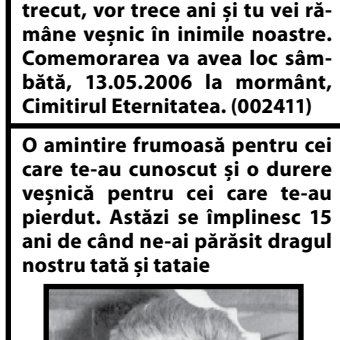 trecut, vor trece ani și tu vei ră-
mâne veșnic în inimile noastre.
Comemorarea va avea loc sâm-
bătă, 13.05.2006 la mormânt,
Cimitirul Eternitatea. (002411)
O amintire frumoasă pentru cei
care te-au cunoscut și o durere
veșnică pentru cei care te-au
pierdut. Astăzi se împlinesc 15
ani de când ne-ai părăsit dragul
nostru tată și tataie